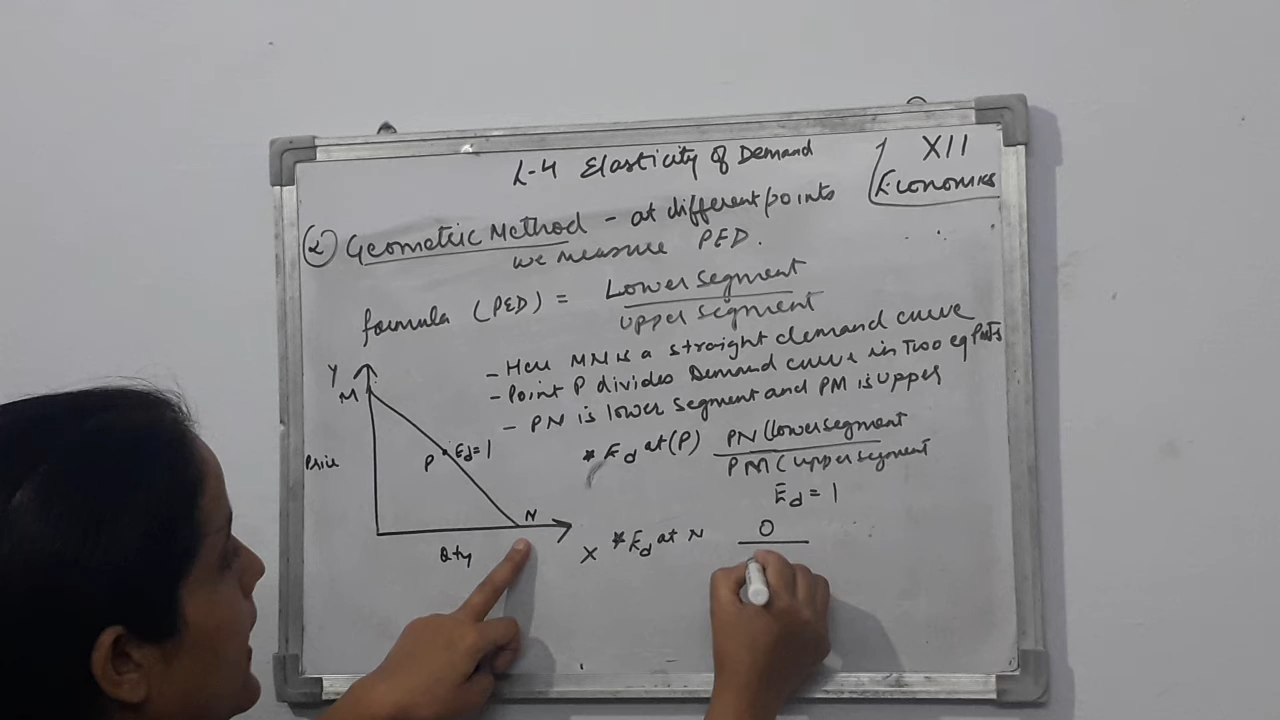 L-4 Elasticity of Demand
XII
Economics
(2) Geometric Method - at different points
we measure PED.
formula (PED) = Lower segment
upper segment
- Here MN is a straight demand curve
- Point P divides Demand curve in two eq parts
- PN is lower segment and PM is upper
* Ed at (P) PN (lower segment
PM (upper segment
Ed = 1
* Ed at N 0
Y
M
Price
P Ed=1
N
X
Qty